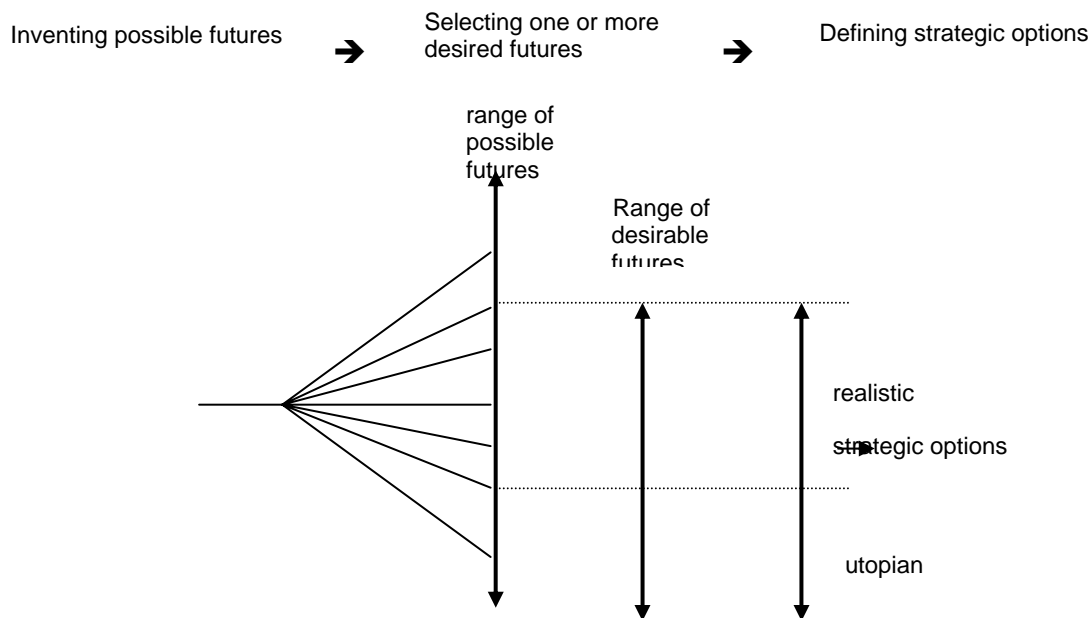 Inventing possible futures
Selecting one or more
desired futures
Defining strategic options
range of
possible
futures
Range of
desirable
futures
realistic
strategic options
utopian